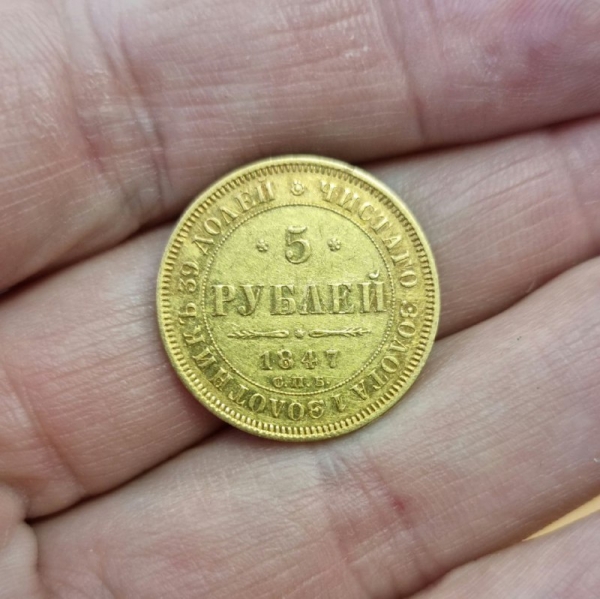 5
РУБЛЕЙ
1847
С.П.Б.
ЧИСТАГО ЗОЛОТА 1 ЗОЛОТНИКЪ 39 ДОЛЕЙ